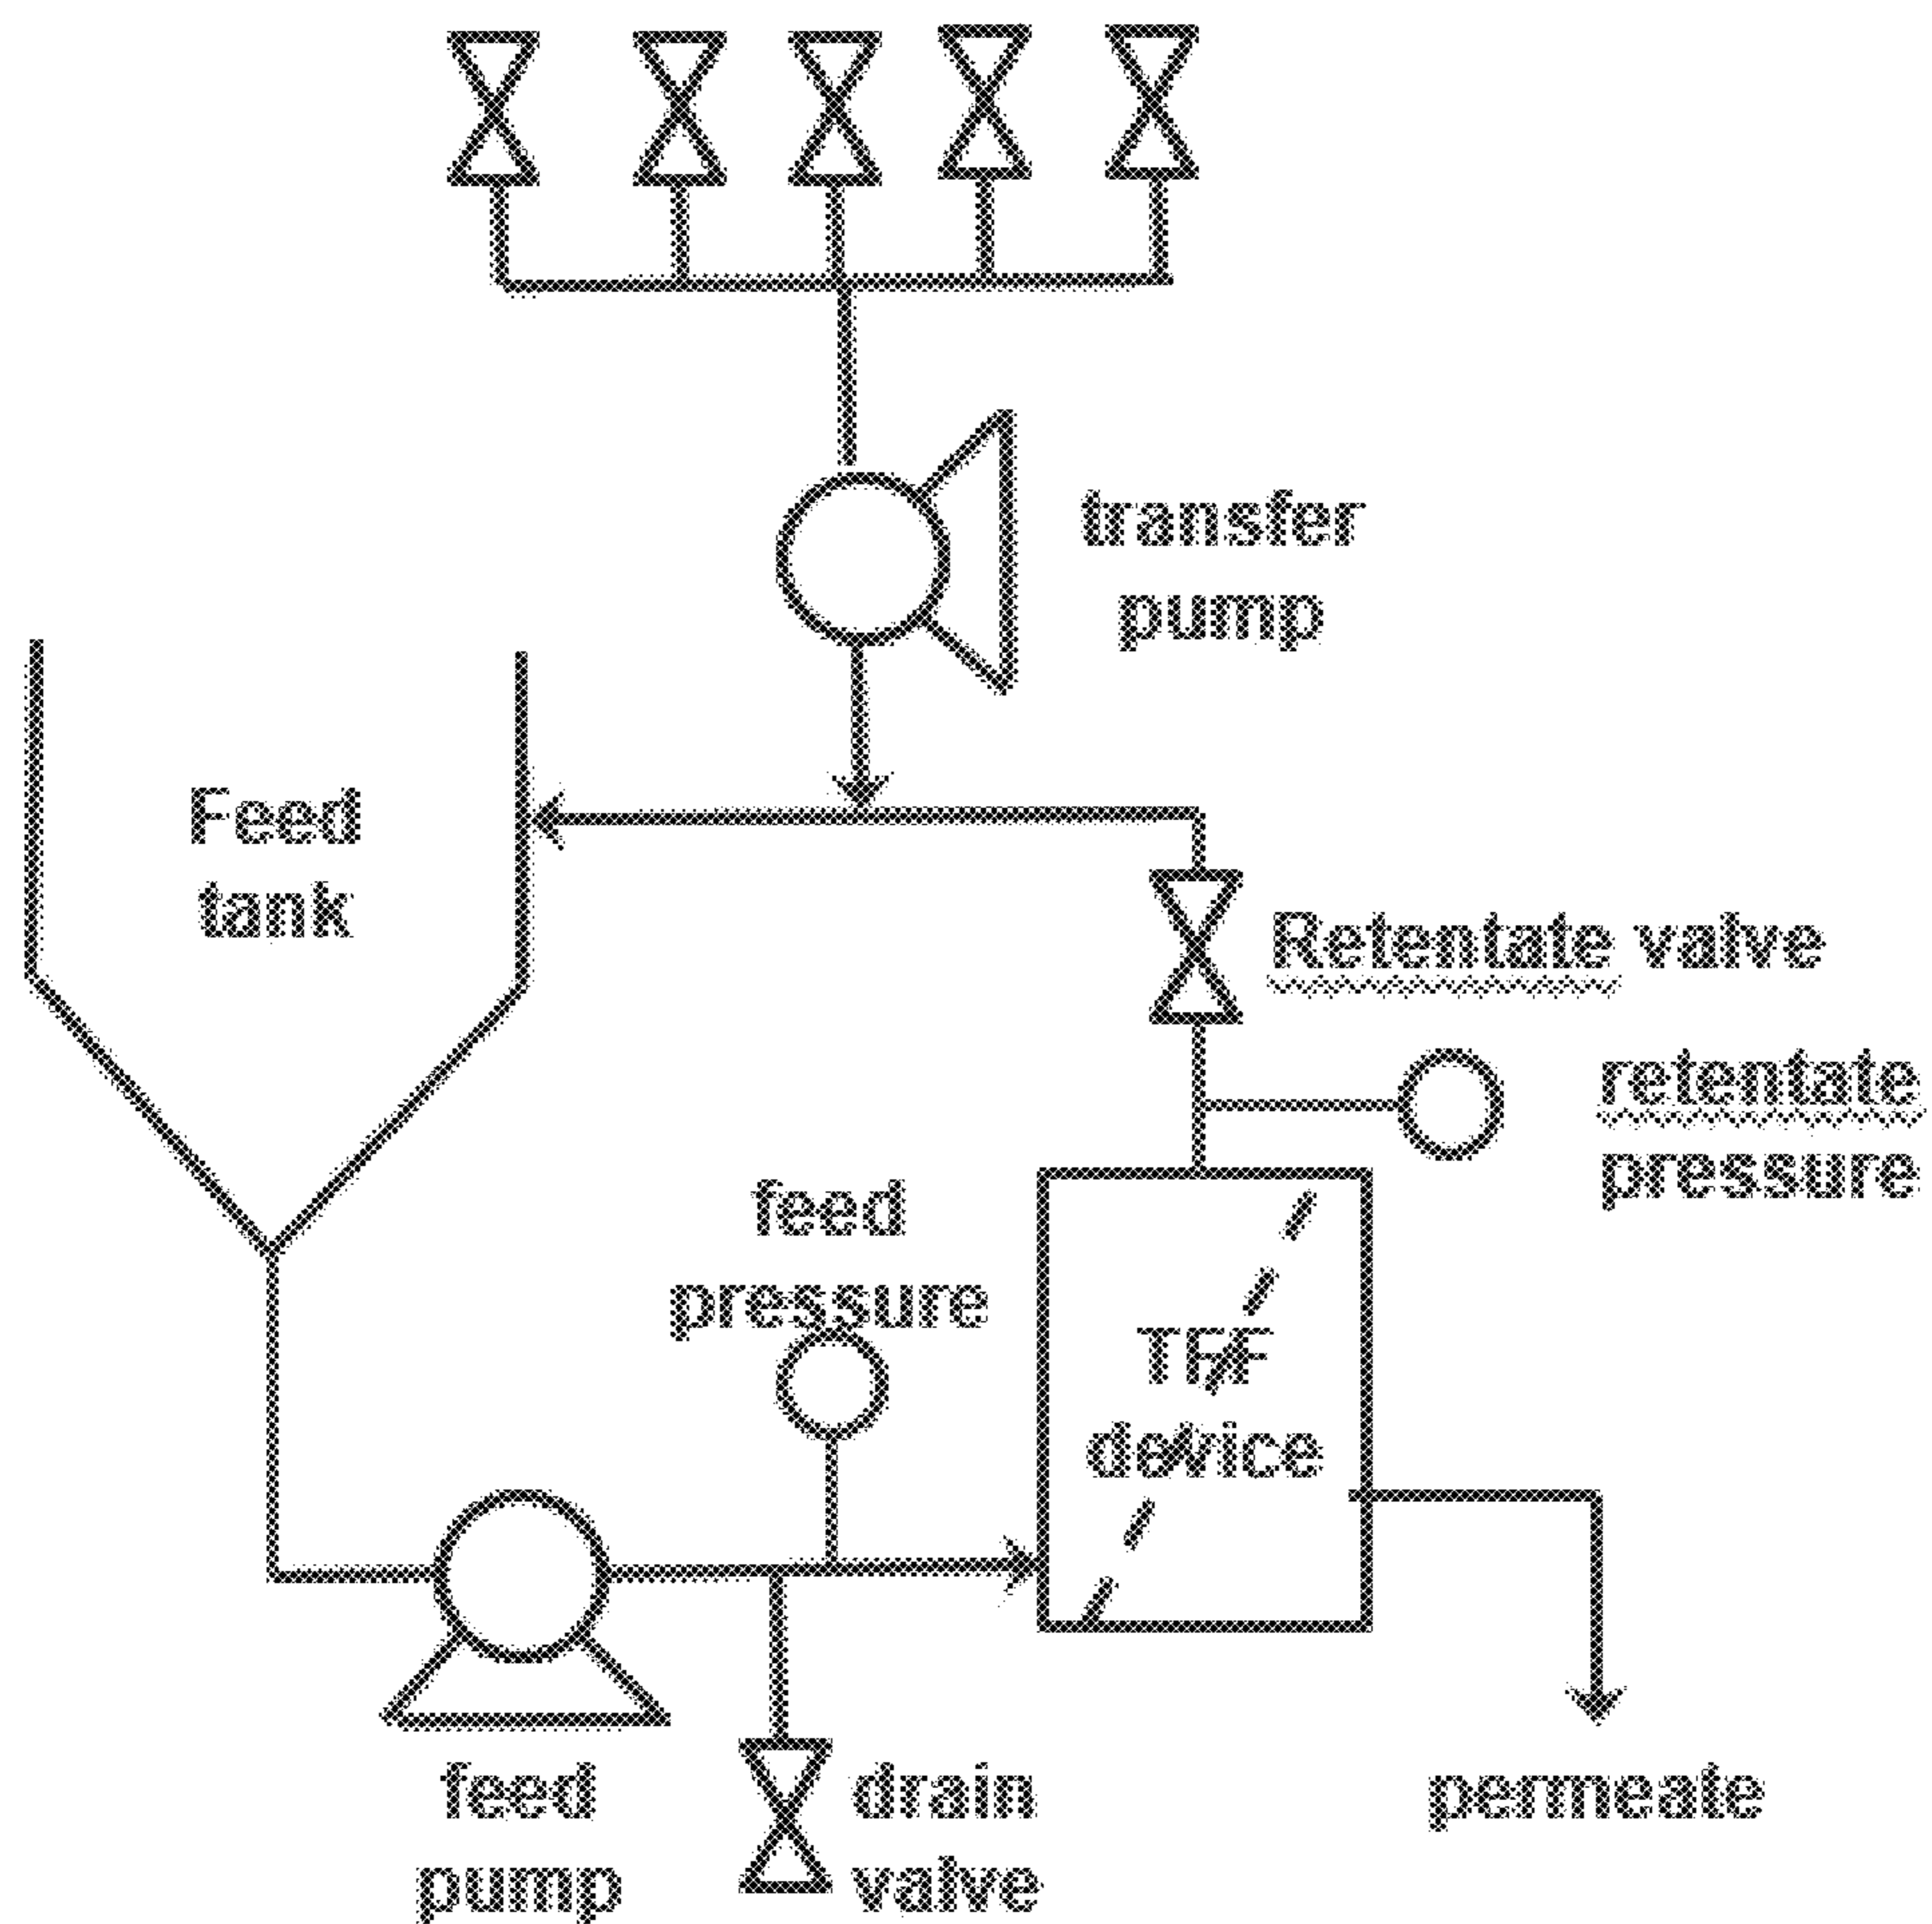 transfer
pump
Feed
tank
Retentate valve
retentate
pressure
feed
pressure
TFF
device
feed
pump
drain
valve
permeate